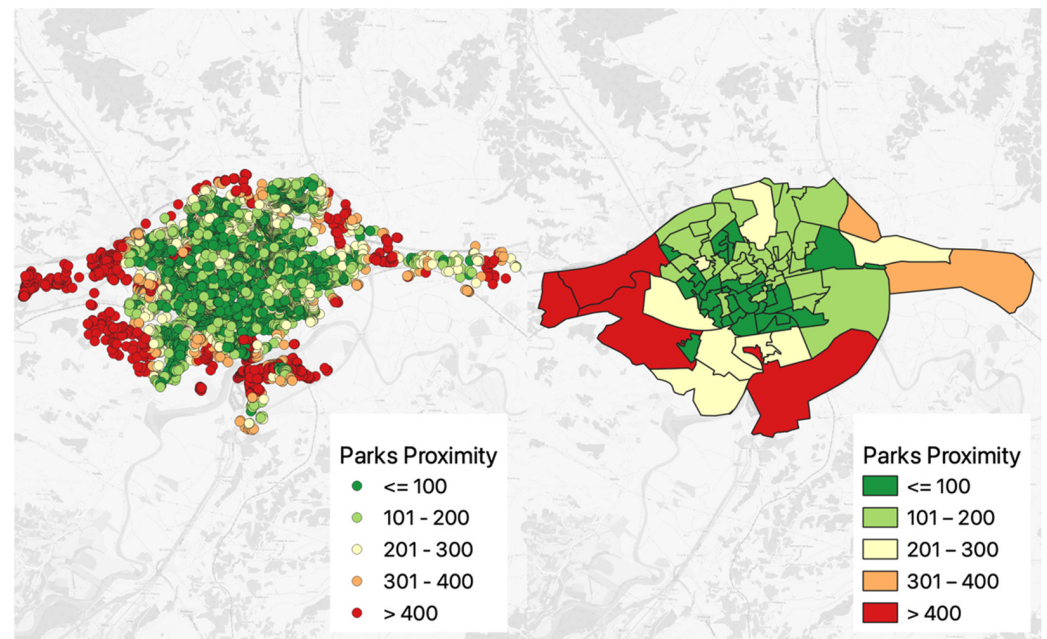 Parks Proximity
<= 100
101 - 200
201 - 300
301 - 400
> 400
Parks Proximity
<= 100
101 – 200
201 – 300
301 – 400
> 400